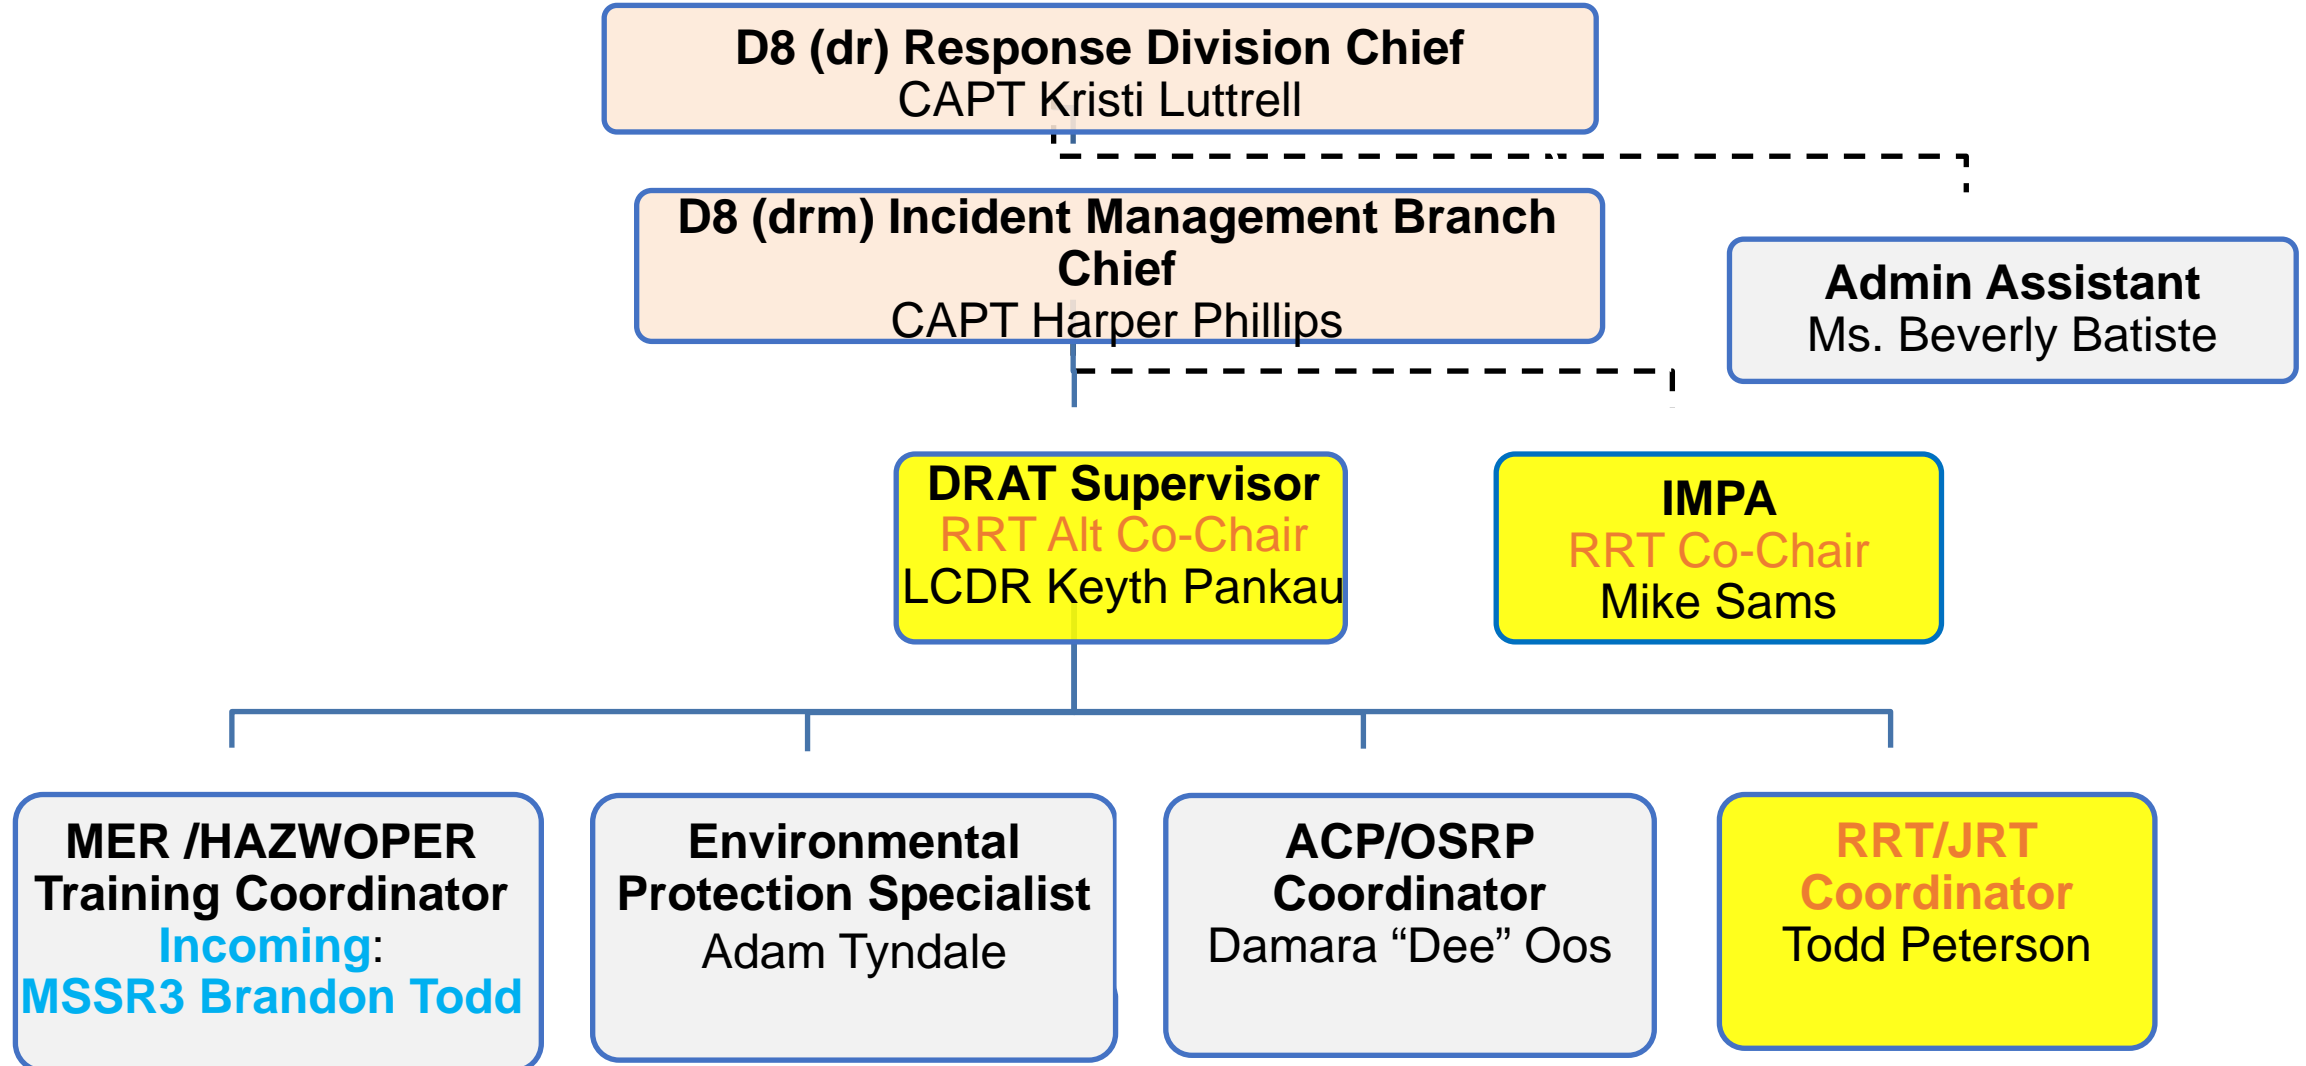 D8 (dr) Response Division Chief
CAPT Kristi Luttrell
D8 (drm) Incident Management Branch
Chief
CAPT Harper Phillips
Admin Assistant
Ms. Beverly Batiste
DRAT Supervisor
RRT Alt Co-Chair
LCDR Keyth Pankau
IMPA
RRT Co-Chair
Mike Sams
MER /HAZWOPER
Training Coordinator
Incoming:
MSSR3 Brandon Todd
Environmental
Protection Specialist
Adam Tyndale
ACP/OSRP
Coordinator
Damara “Dee” Oos
RRT/JRT
Coordinator
Todd Peterson